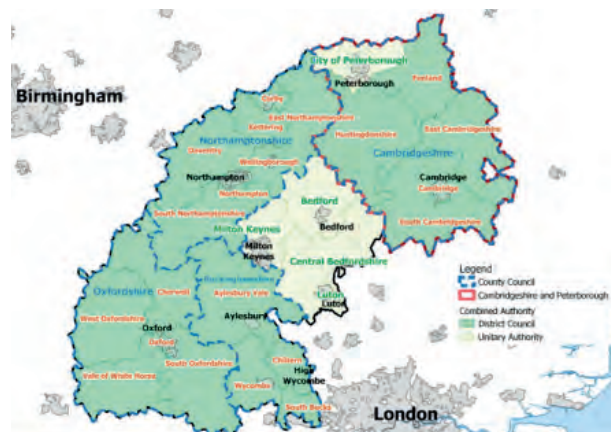 City of Peterborough
Peterborough
Fenland
Birmingham
Corby
East Northamptonshire
Kettering
Northamptonshire
Huntingdonshire
East Cambridgeshire
Daventry
Wellingborough
Cambridgeshire
Northampton
Cambridge
Cambridge
Northampton
Bedford
South Northamptonshire
Bedford
South Cambridgeshire
Milton Keynes
Milton
Keynes
Central Bedfordshire
Buckinghamshire
Oxfordshire
Cherwell
Aylesbury Vale
Luton
Luton
West Oxfordshire
Oxford
Aylesbury
Oxford
South Oxfordshire
Chiltern
High
Wycombe
Vale of White Horse
Wycombe
South Bucks
London
Legend
County Council
Cambridgeshire and Peterborough
Combined Authority
District Council
Unitary Authority